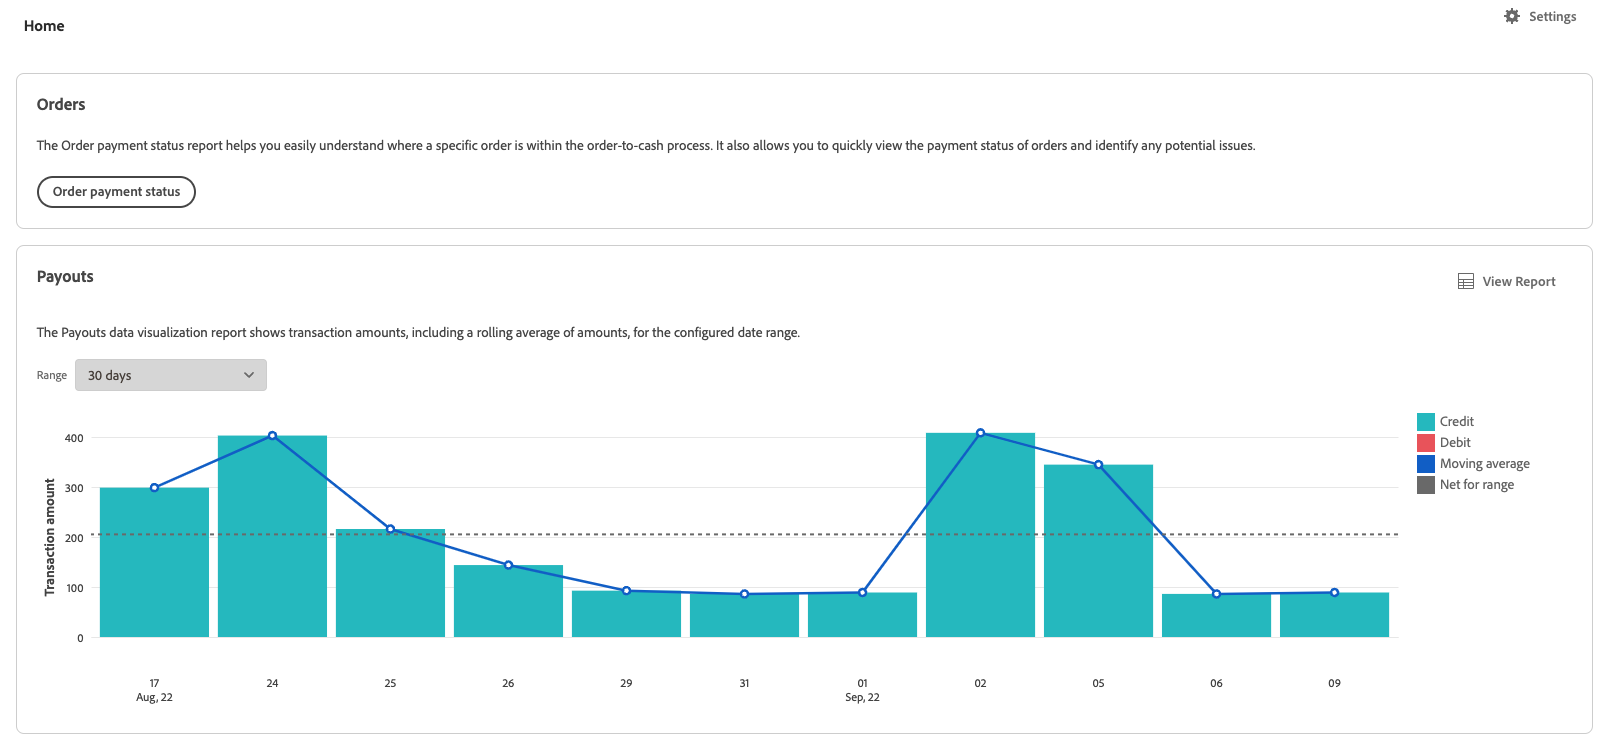 Home
Settings
Orders
The Order payment status report helps you easily understand where a specific order is within the order-to-cash process. It also allows you to quickly view the payment status of orders and identify any potential issues.
Order payment status
Payouts
View Report
The Payouts data visualization report shows transaction amounts, including a rolling average of amounts, for the configured date range.
Range
30 days
Credit
Debit
Moving average
Net for range
Transaction amount
400
300
200
100
0
17 24 25 26 29 31 01 02 05 06 09
Aug, 22 Sep, 22